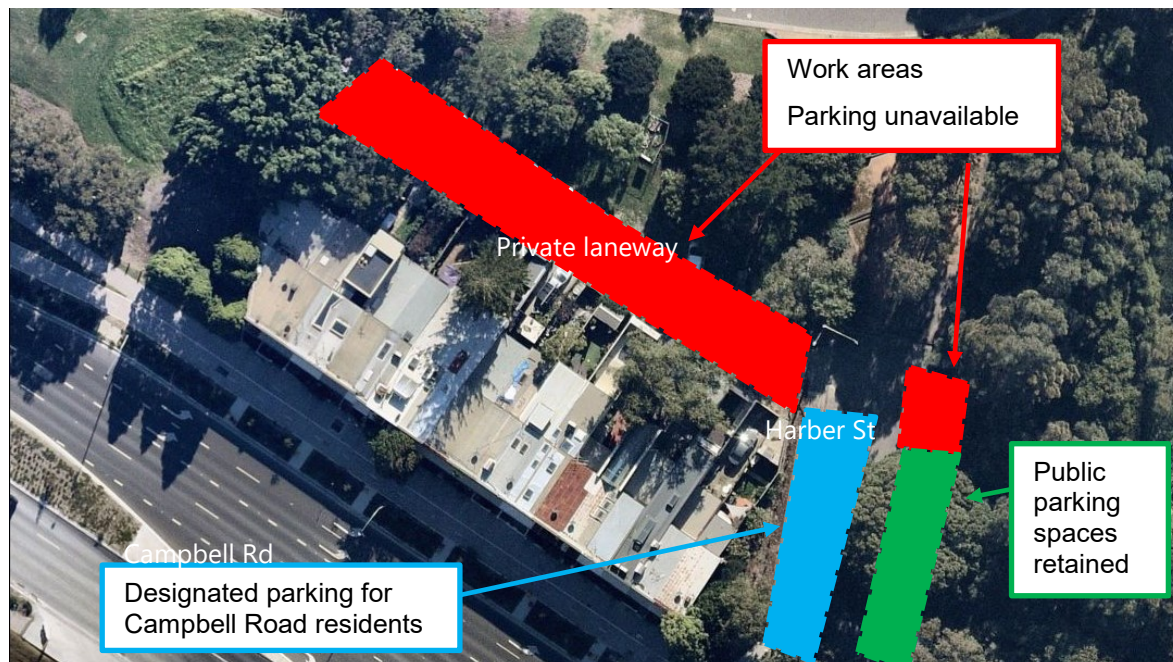 Work areas
Parking unavailable
Private laneway
Harber St
Public
parking
spaces
retained
Campbell Rd
Designated parking for
Campbell Road residents